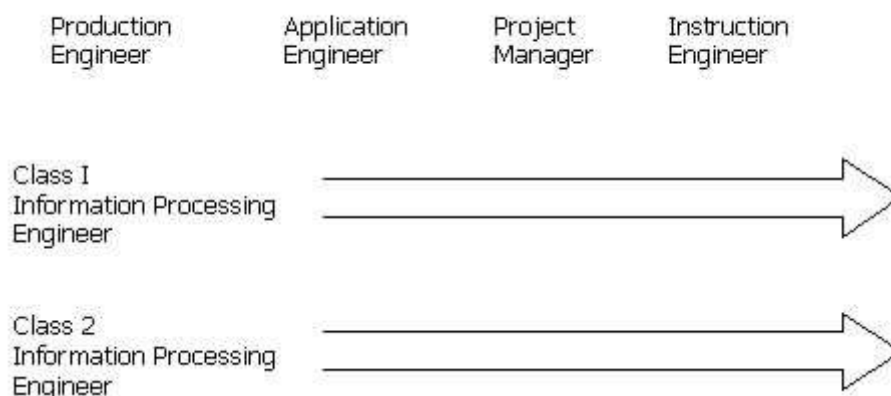 Production Engineer
Application Engineer
Project Manager
Instruction Engineer
Class I
Information Processing
Engineer
Class 2
Information Processing
Engineer